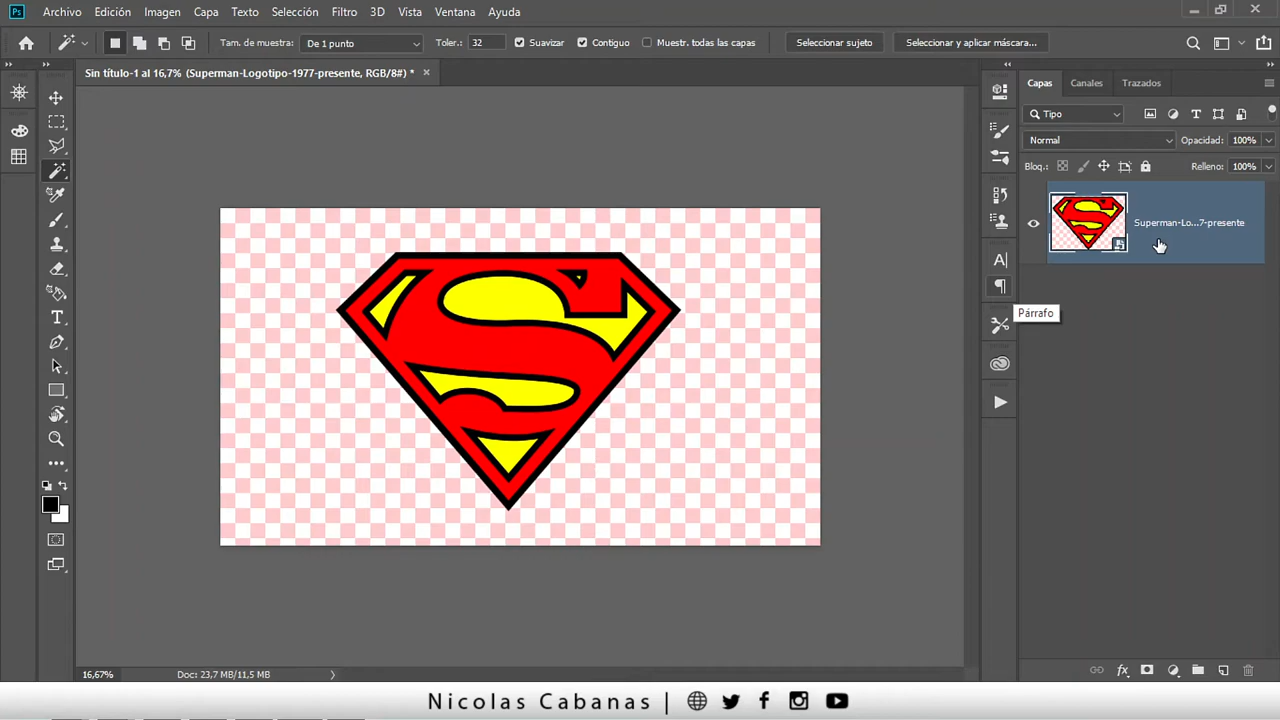 Ps Archivo Edición Imagen Capa Texto Selección Filtro 3D Vista Ventana Ayuda
Tam. de muestra: De 1 punto Toler.: 32 Suavizar Contiguo Muestr. todas las capas Seleccionar sujeto Seleccionar y aplicar máscara...
Sin título-1 al 16,7% (Superman-Logotipo-1977-presente, RGB/8#) * ×
Capas Canales Trazados
Tipo
Normal Opacidad: 100%
Bloq.: Relleno: 100%
Superman-Lo...7-presente
Párrafo
S
16,67% Doc: 23,7 MB/11,5 MB
Nicolas Cabanas |